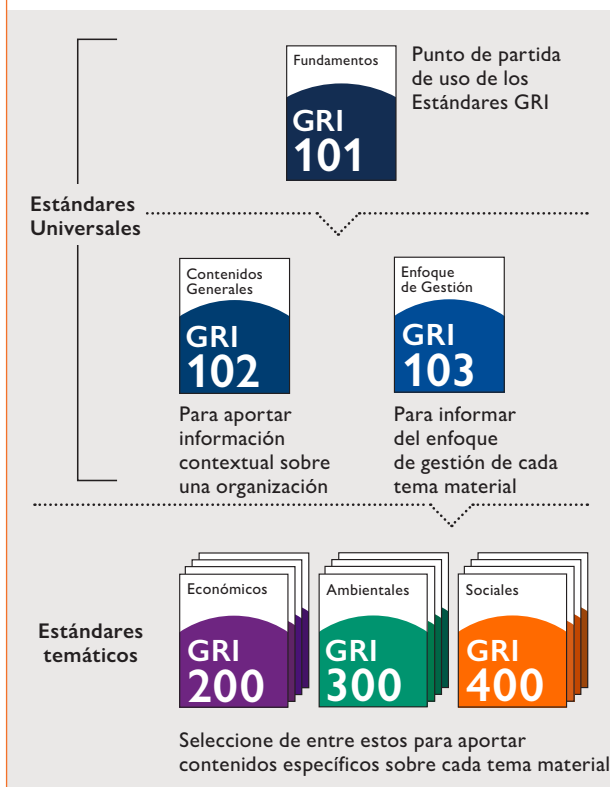 Fundamentos
GRI
101
Punto de partida
de uso de los
Estándares GRI
Estándares
Universales
Contenidos
Generales
GRI
102
Para aportar
información
contextual sobre
una organización
Enfoque
de Gestión
GRI
103
Para informar
del enfoque
de gestión de cada
tema material
Estándares
temáticos
Económicos
GRI
200
Ambientales
GRI
300
Sociales
GRI
400
Seleccione de entre estos para aportar
contenidos específicos sobre cada tema material